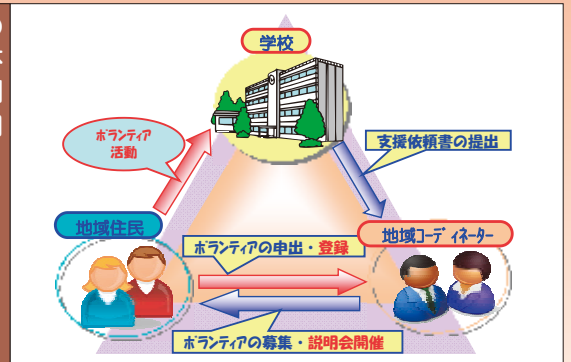 学校
ボランティア
活動
支援依頼書の提出
地域住民
地域コーディネーター
ボランティアの申出・登録
ボランティアの募集・説明会開催